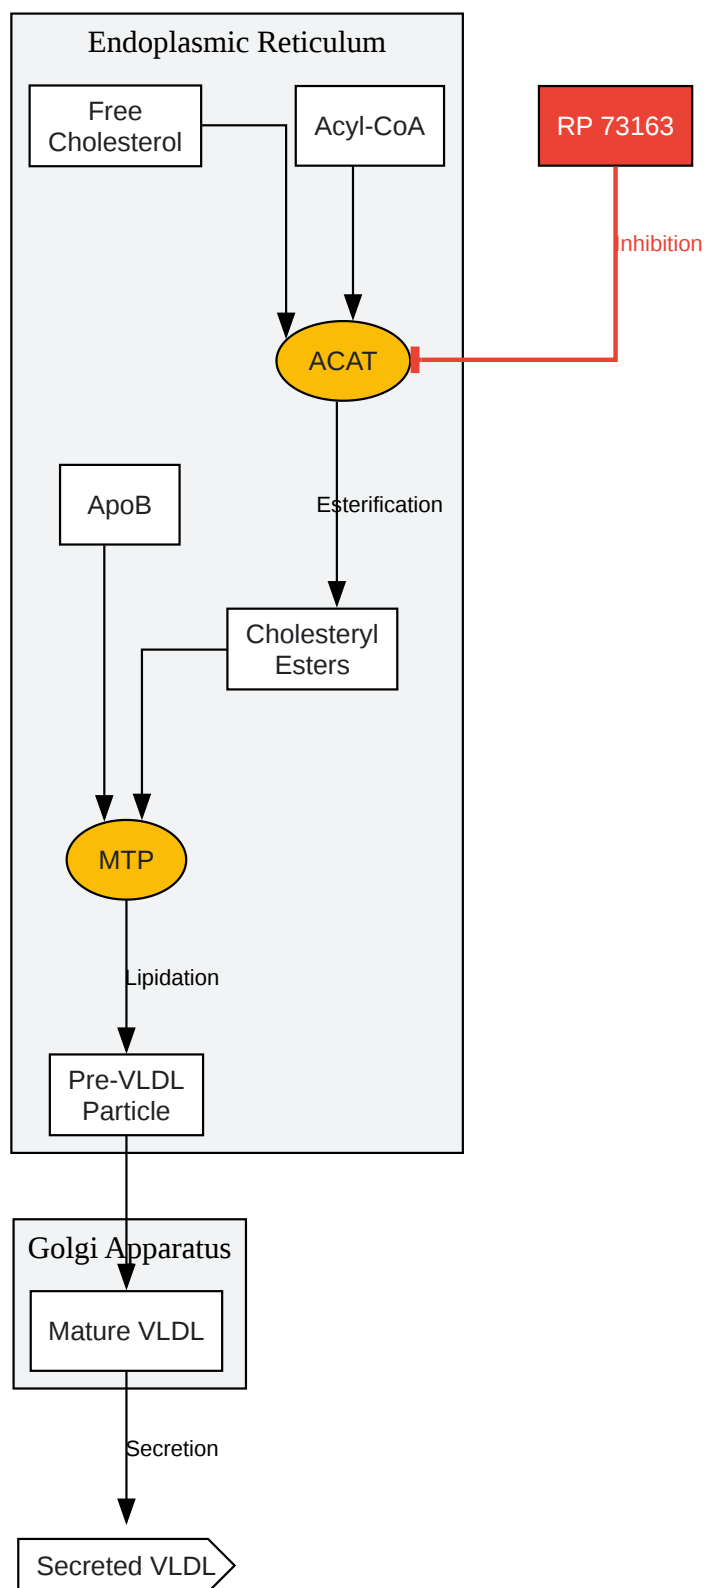 Endoplasmic Reticulum
Free
Cholesterol
Acyl-CoA
RP 73163
Inhibition
ACAT
ApoB
Esterification
Cholesteryl
Esters
MTP
Lipidation
Pre-VLDL
Particle
Golgi Apparatus
Mature VLDL
Secretion
Secreted VLDL